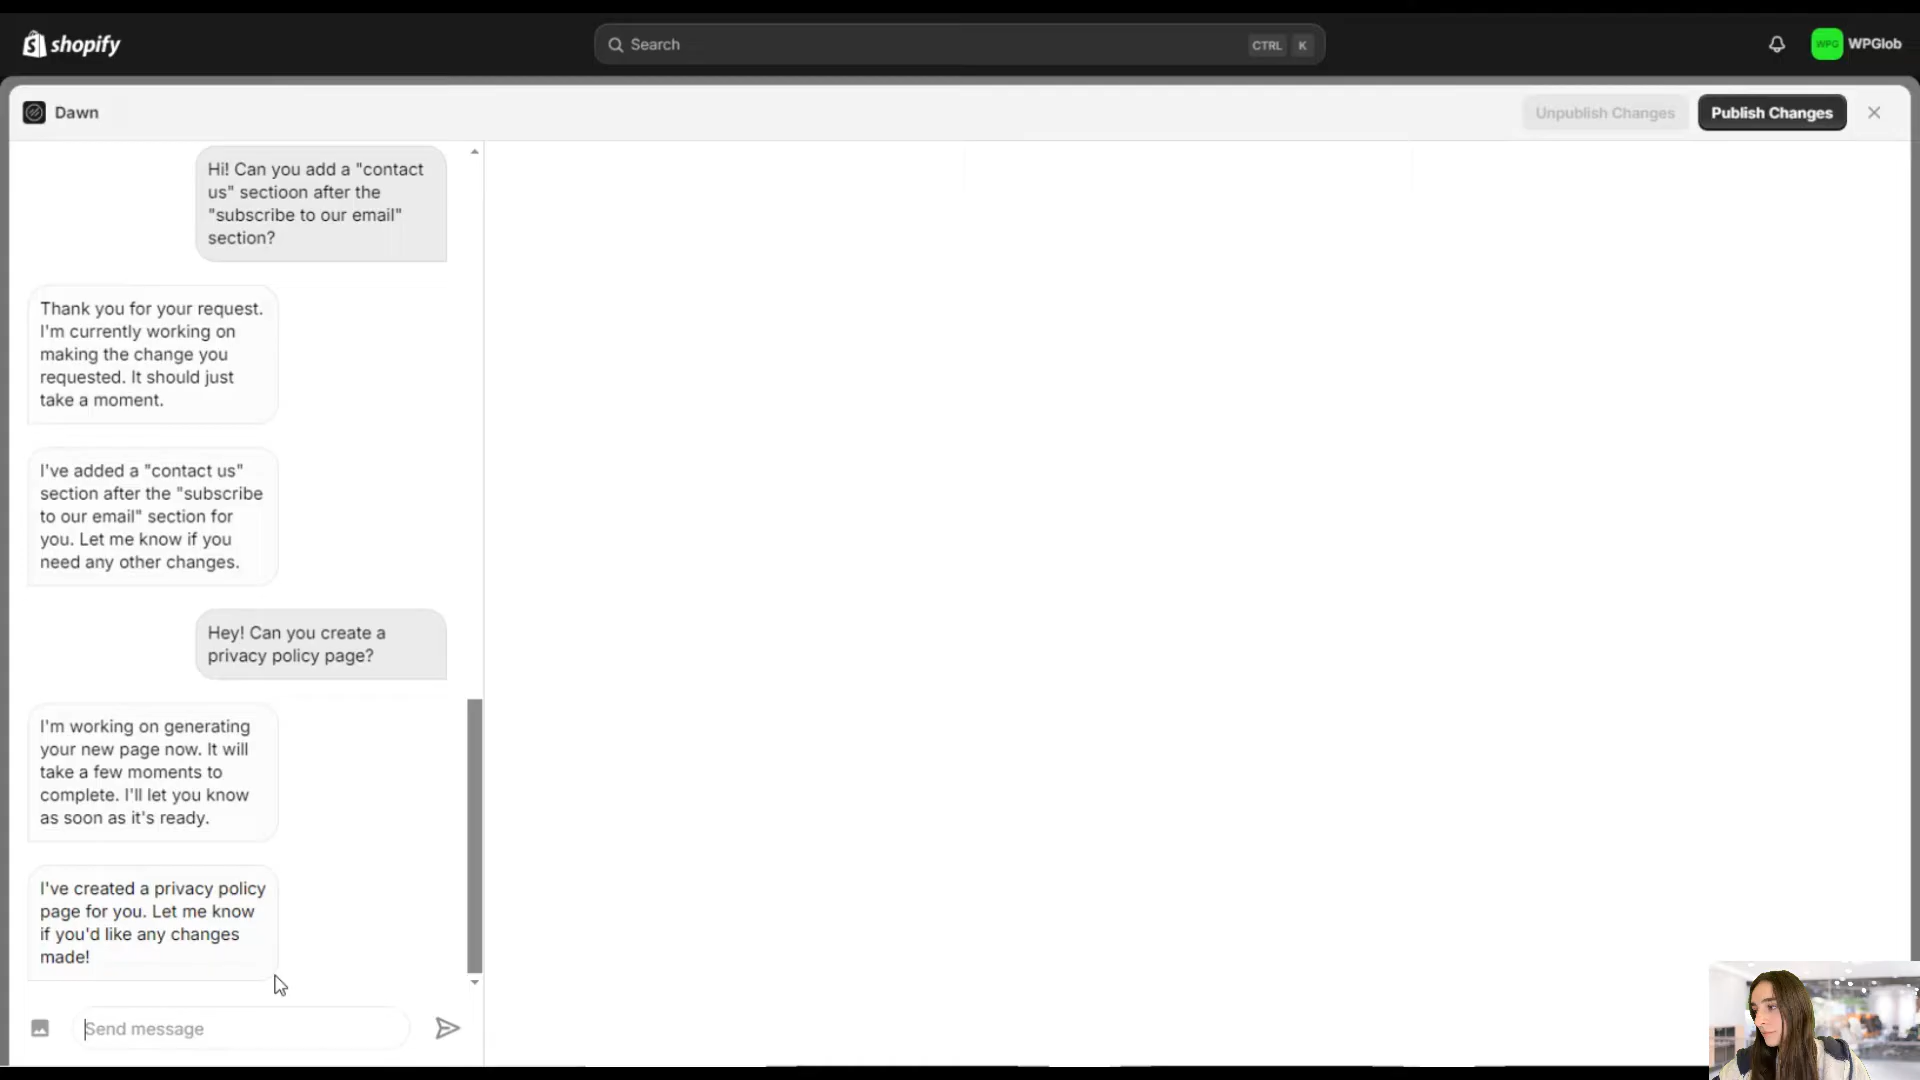 shopify
Search
CTRL K
WPG
WPGlob
Dawn
Unpublish Changes
Publish Changes
Hi! Can you add a "contact
us" sectioon after the
"subscribe to our email"
section?
Thank you for your request.
I'm currently working on
making the change you
requested. It should just
take a moment.
I've added a "contact us"
section after the "subscribe
to our email" section for
you. Let me know if you
need any other changes.
Hey! Can you create a
privacy policy page?
I'm working on generating
your new page now. It will
take a few moments to
complete. I'll let you know
as soon as it's ready.
I've created a privacy policy
page for you. Let me know
if you'd like any changes
made!
Send message